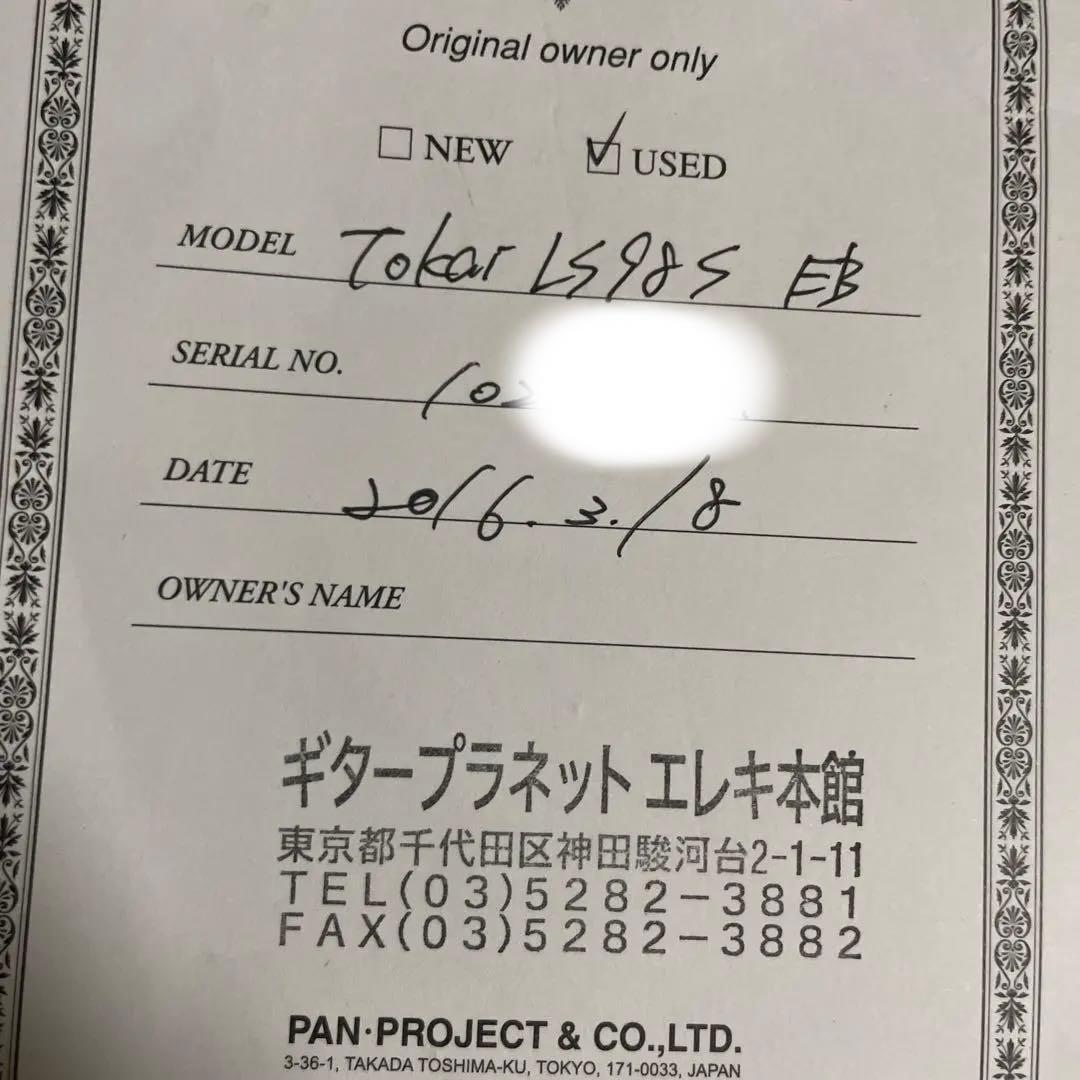 Original owner only
☐ NEW ☑ USED
MODEL Tokai LS98S EB
SERIAL NO. 102
DATE 2016.3.18
OWNER'S NAME
ギタープラネット エレキ本館
東京都千代田区神田駿河台2-1-11
TEL(03)5282-3881
FAX(03)5282-3882
PAN·PROJECT & CO.,LTD.
3-36-1, TAKADA TOSHIMA-KU, TOKYO, 171-0033, JAPAN